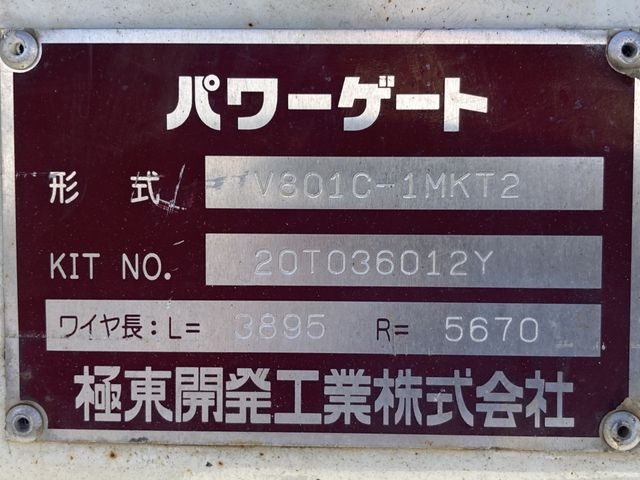 パワーゲート
形式 V801C-1MKT2
KIT NO. 20T036012Y
ワイヤ長:L= 3895 R= 5670
極東開発工業株式会社